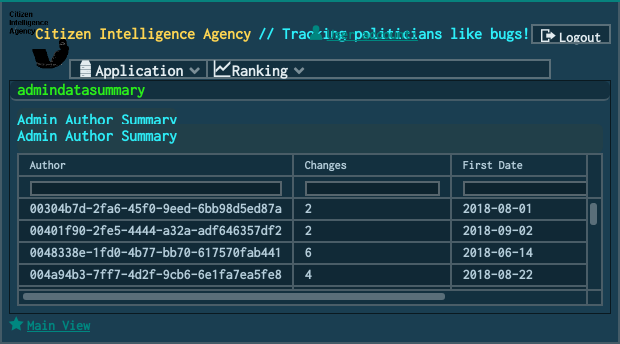 Citizen
Intelligence
Agency
Citizen Intelligence Agency // Tracking politicians like bugs!
Logout
Application
Ranking
admindatasummary
Admin Author Summary
Admin Author Summary
Author Changes First Date
00304b7d-2fa6-45f0-9eed-6bb98d5ed87a 2 2018-08-01
00401f90-2fe5-4444-a32a-adf646357df2 2 2018-09-02
0048338e-1fd0-4b77-bb70-617570fab441 6 2018-06-14
004a94b3-7ff7-4d2f-9cb6-6e1fa7ea5fe8 4 2018-08-22
Main View